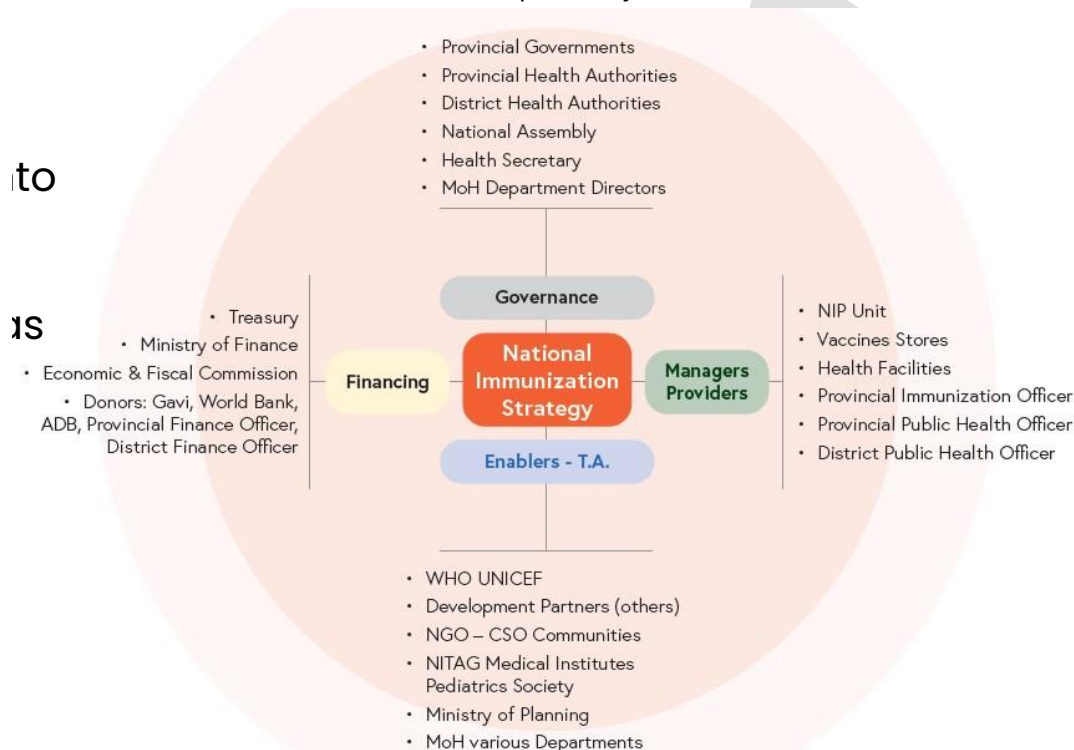 • Provincial Governments
• Provincial Health Authorities
• District Health Authorities
• National Assembly
• Health Secretary
• MoH Department Directors
Governance
• Treasury
• Ministry of Finance
• Economic & Fiscal Commission
• Donors: Gavi, World Bank,
ADB, Provincial Finance Officer,
District Finance Officer
Financing
National
Immunization
Strategy
Managers
Providers
• NIP Unit
• Vaccines Stores
• Health Facilities
• Provincial Immunization Officer
• Provincial Public Health Officer
• District Public Health Officer
Enablers - T.A.
• WHO UNICEF
• Development Partners (others)
• NGO – CSO Communities
• NITAG Medical Institutes
Pediatrics Society
• Ministry of Planning
• MoH various Departments